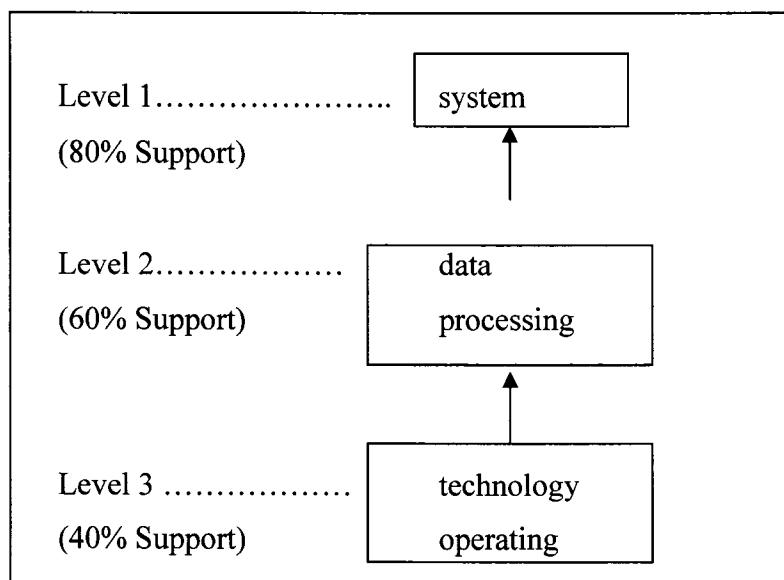 Level 1…………………….. system
(80% Support)
Level 2……………… data
(60% Support) processing
Level 3 ……………… technology
(40% Support) operating